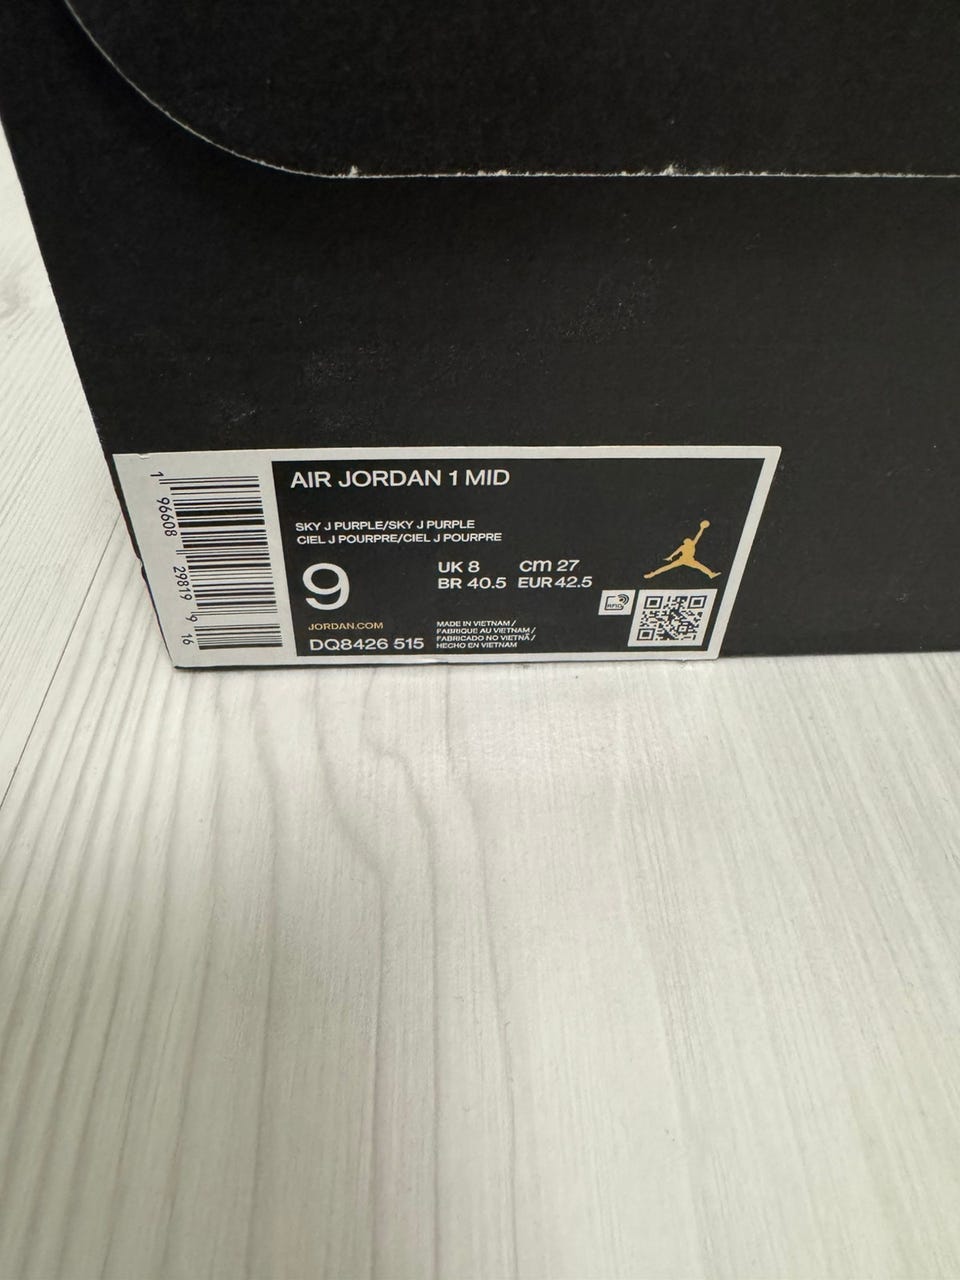 AIR JORDAN 1 MID
SKY J PURPLE/SKY J PURPLE
CIEL J POURPRE/CIEL J POURPRE
9
UK 8 cm 27
BR 40.5 EUR 42.5
RFID
JORDAN.COM
DQ8426 515
MADE IN VIETNAM /
FABRIQUE AU VIETNAM /
FABRICADO NO VIETNÃ /
HECHO EN VIETNAM
1 96608 29819 9 16